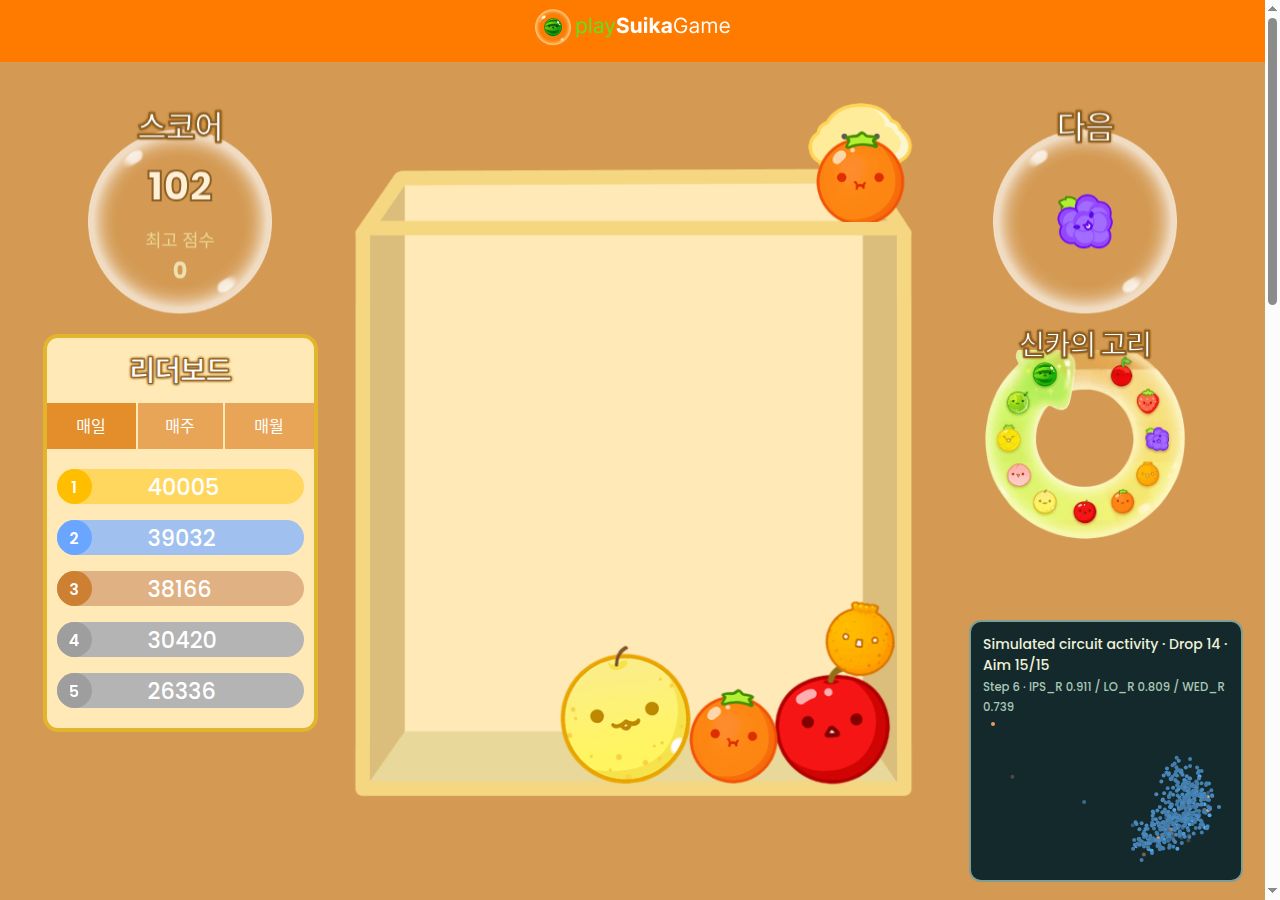 playSuikaGame
스코어
102
최고 점수
0
리더보드
매일 매주 매월
1 40005
2 39032
3 38166
4 30420
5 26336
다음
신카의 고리
Simulated circuit activity · Drop 14 ·
Aim 15/15
Step 6 · IPS_R 0.911 / LO_R 0.809 / WED_R
0.739